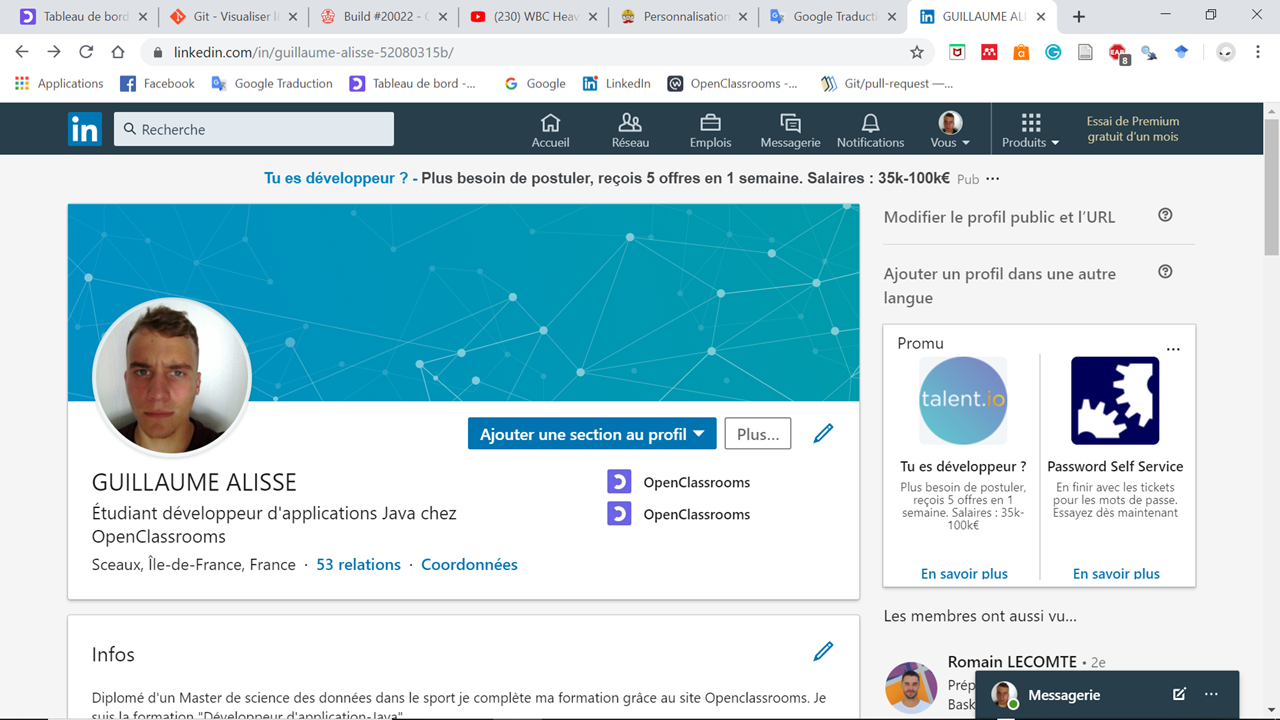 Tableau de bord
Git - Visualiser l'
Build #20022 -
(230) WBC Heav
Personnalisation
Google Traduction
GUILLAUME ALI
linkedin.com/in/guillaume-alisse-52080315b/
8
Applications
Facebook
Google Traduction
Tableau de bord -...
Google
LinkedIn
OpenClassrooms -...
Git/pull-request —...
in
Recherche
Accueil
Réseau
Emplois
Messagerie
Notifications
Vous
Produits
Essai de Premium
gratuit d'un mois
Tu es développeur ? - Plus besoin de postuler, reçois 5 offres en 1 semaine. Salaires : 35k-100k€ Pub ...
Ajouter une section au profil
Plus...
GUILLAUME ALISSE
Étudiant développeur d'applications Java chez
OpenClassrooms
Sceaux, Île-de-France, France · 53 relations · Coordonnées
OpenClassrooms
OpenClassrooms
Infos
Diplomé d'un Master de science des données dans le sport je complète ma formation grâce au site Openclassrooms. Je
suis la formation "Développeur d'application-Java"
Modifier le profil public et l'URL
Ajouter un profil dans une autre
langue
Promu
...
talent.io
Tu es développeur ?
Plus besoin de postuler,
reçois 5 offres en 1
semaine. Salaires : 35k-
100k€
En savoir plus
Password Self Service
En finir avec les tickets
pour les mots de passe.
Essayez dès maintenant
En savoir plus
Les membres ont aussi vu...
Romain LECOMTE • 2e
Prép
Bask
Messagerie
...